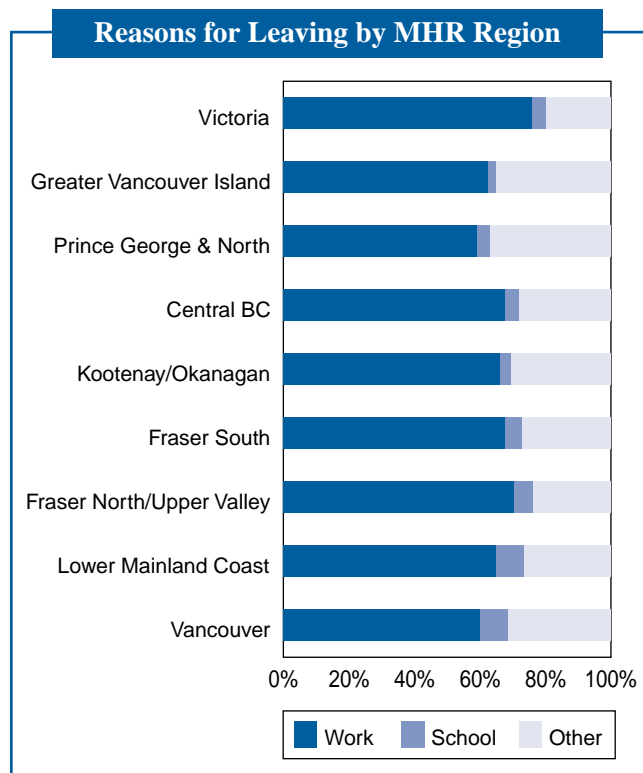 Reasons for Leaving by MHR Region
Victoria
Greater Vancouver Island
Prince George & North
Central BC
Kootenay/Okanagan
Fraser South
Fraser North/Upper Valley
Lower Mainland Coast
Vancouver
0% 20% 40% 60% 80% 100%
Work School Other